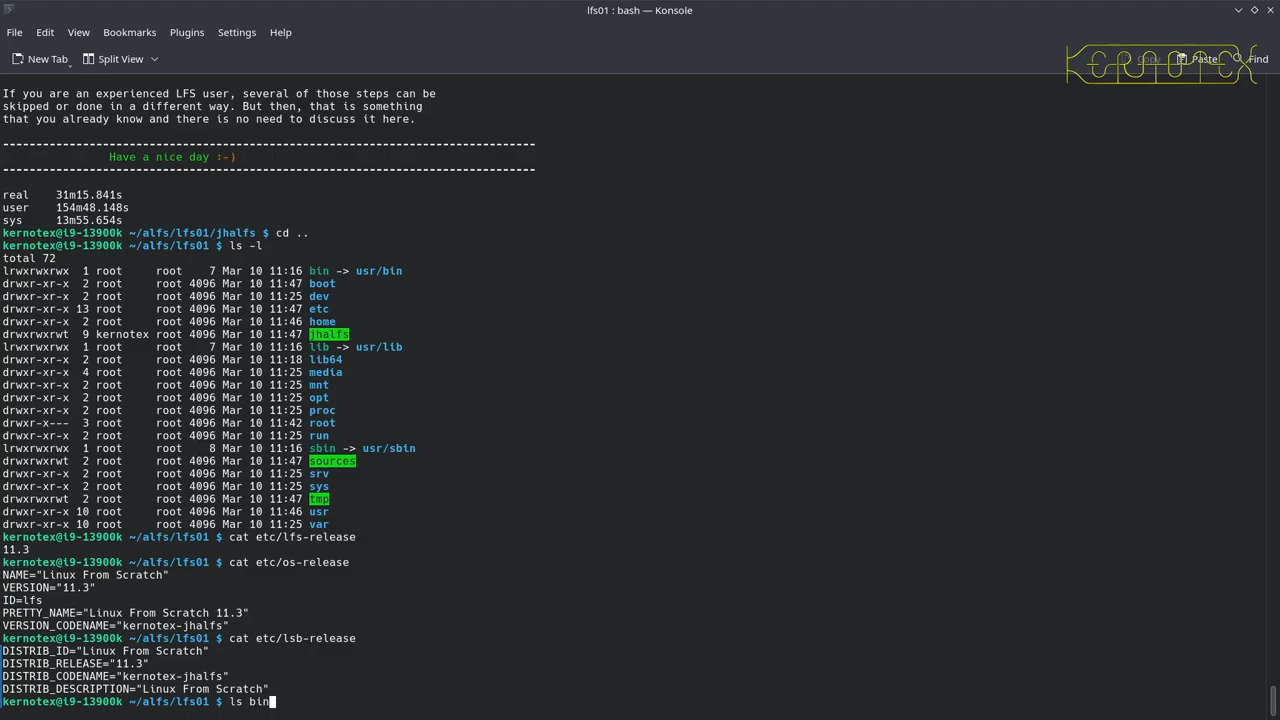 lfs01 : bash — Konsole
File Edit View Bookmarks Plugins Settings Help
New Tab Split View Copy Paste Find
KERNOTEX
If you are an experienced LFS user, several of those steps can be
skipped or done in a different way. But then, that is something
that you already know and there is no need to discuss it here.
--------------------------------------------------------------------------------
Have a nice day :-)
--------------------------------------------------------------------------------
real 31m15.841s
user 154m48.148s
sys 13m55.654s
kernotex@i9-13900k ~/alfs/lfs01/jhalfs $ cd ..
kernotex@i9-13900k ~/alfs/lfs01 $ ls -l
total 72
lrwxrwxrwx 1 root root 7 Mar 10 11:16 bin -> usr/bin
drwxr-xr-x 2 root root 4096 Mar 10 11:47 boot
drwxr-xr-x 2 root root 4096 Mar 10 11:25 dev
drwxr-xr-x 13 root root 4096 Mar 10 11:47 etc
drwxr-xr-x 2 root root 4096 Mar 10 11:46 home
drwxrwxrwt 9 kernotex root 4096 Mar 10 11:47 jhalfs
lrwxrwxrwx 1 root root 7 Mar 10 11:16 lib -> usr/lib
drwxr-xr-x 2 root root 4096 Mar 10 11:18 lib64
drwxr-xr-x 4 root root 4096 Mar 10 11:25 media
drwxr-xr-x 2 root root 4096 Mar 10 11:25 mnt
drwxr-xr-x 2 root root 4096 Mar 10 11:25 opt
drwxr-xr-x 2 root root 4096 Mar 10 11:25 proc
drwxr-x--- 3 root root 4096 Mar 10 11:42 root
drwxr-xr-x 2 root root 4096 Mar 10 11:25 run
lrwxrwxrwx 1 root root 8 Mar 10 11:16 sbin -> usr/sbin
drwxrwxrwt 2 root root 4096 Mar 10 11:47 sources
drwxr-xr-x 2 root root 4096 Mar 10 11:25 srv
drwxr-xr-x 2 root root 4096 Mar 10 11:25 sys
drwxrwxrwt 2 root root 4096 Mar 10 11:47 tmp
drwxr-xr-x 10 root root 4096 Mar 10 11:46 usr
drwxr-xr-x 10 root root 4096 Mar 10 11:25 var
kernotex@i9-13900k ~/alfs/lfs01 $ cat etc/lfs-release
11.3
kernotex@i9-13900k ~/alfs/lfs01 $ cat etc/os-release
NAME="Linux From Scratch"
VERSION="11.3"
ID=lfs
PRETTY_NAME="Linux From Scratch 11.3"
VERSION_CODENAME="kernotex-jhalfs"
kernotex@i9-13900k ~/alfs/lfs01 $ cat etc/lsb-release
DISTRIB_ID="Linux From Scratch"
DISTRIB_RELEASE="11.3"
DISTRIB_CODENAME="kernotex-jhalfs"
DISTRIB_DESCRIPTION="Linux From Scratch"
kernotex@i9-13900k ~/alfs/lfs01 $ ls bin